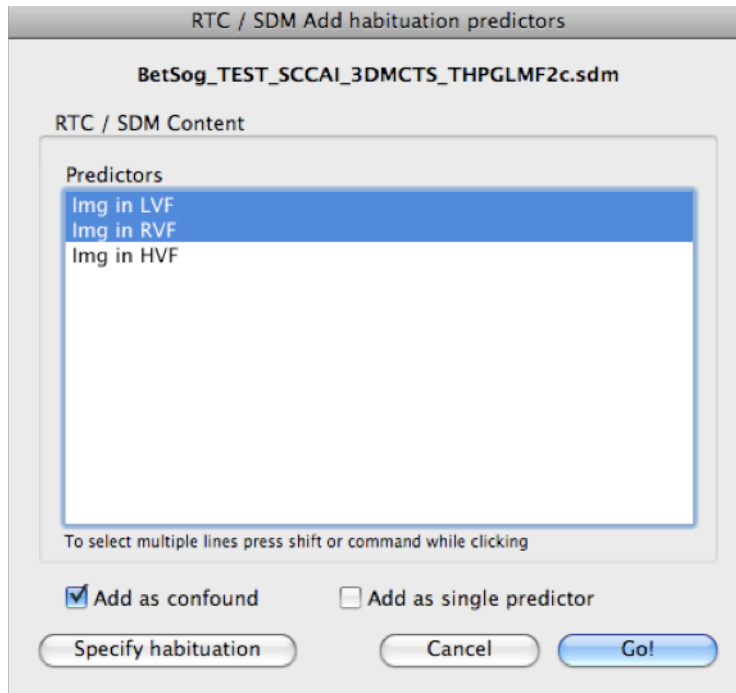 RTC / SDM Add habituation predictors
BetSog_TEST_SCCAI_3DMCTS_THPGLMF2c.sdm
RTC / SDM Content
Predictors
Img in LVF
Img in RVF
Img in HVF
To select multiple lines press shift or command while clicking
Add as confound Add as single predictor
Specify habituation Cancel Go!